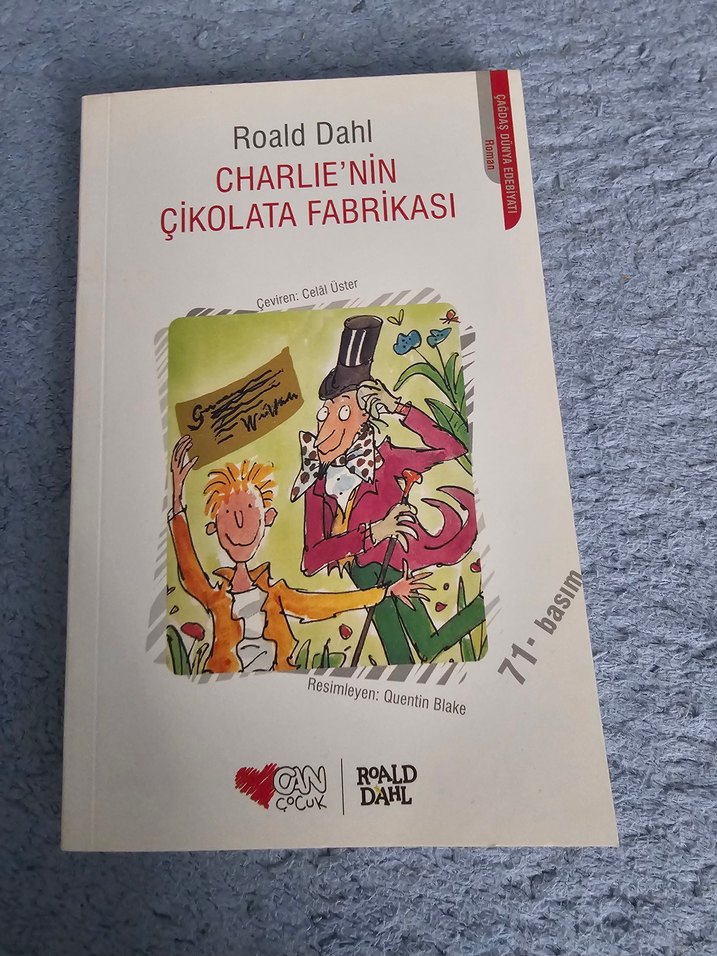 ÇAĞDAŞ DÜNYA EDEBİYATI
Roman
Roald Dahl
CHARLIE'NİN
ÇİKOLATA FABRİKASI
Çeviren: Celâl Üster
71. basım
Resimleyen: Quentin Blake
CAN
ÇOCUK
ROALD
DAHL